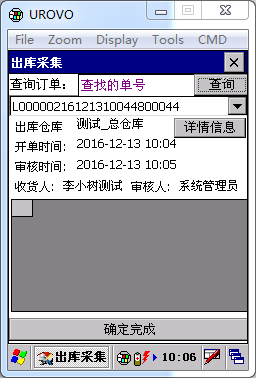 UROVO
File Zoom Display Tools CMD
出库采集
查询订单: 查找的单号 查询
L00000216121310044800044
出库仓库 测试_总仓库 详情信息
开单时间: 2016-12-13 10:04
审核时间: 2016-12-13 10:05
收货人: 李小树测试 审核人: 系统管理员
确定完成
出库采集 10:06